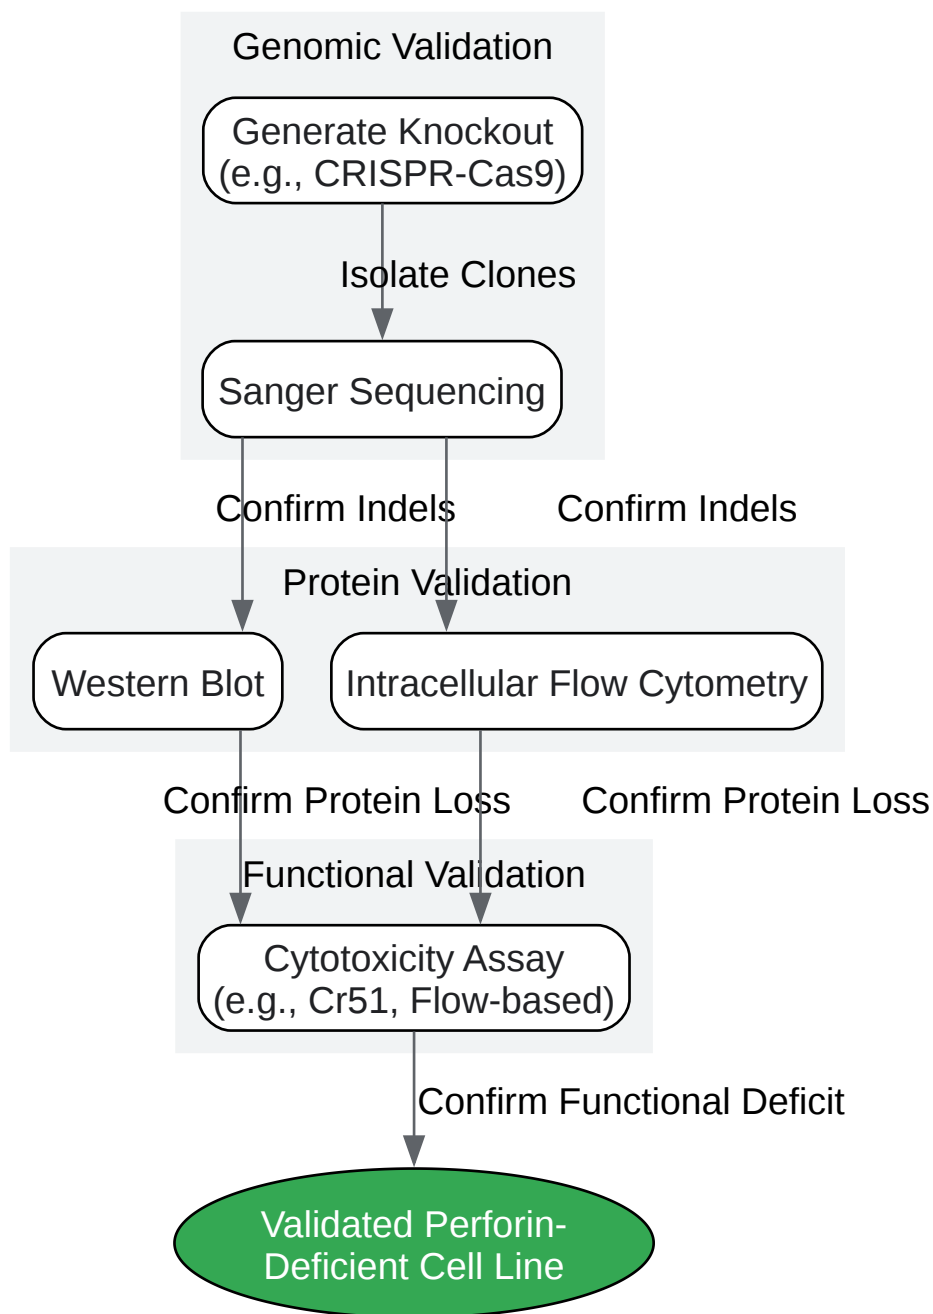 Genomic Validation
Generate Knockout
(e.g., CRISPR-Cas9)
Isolate Clones
Sanger Sequencing
Confirm Indels
Confirm Indels
Protein Validation
Western Blot
Intracellular Flow Cytometry
Confirm Protein Loss
Confirm Protein Loss
Functional Validation
Cytotoxicity Assay
(e.g., Cr51, Flow-based)
Confirm Functional Deficit
Validated Perforin-
Deficient Cell Line